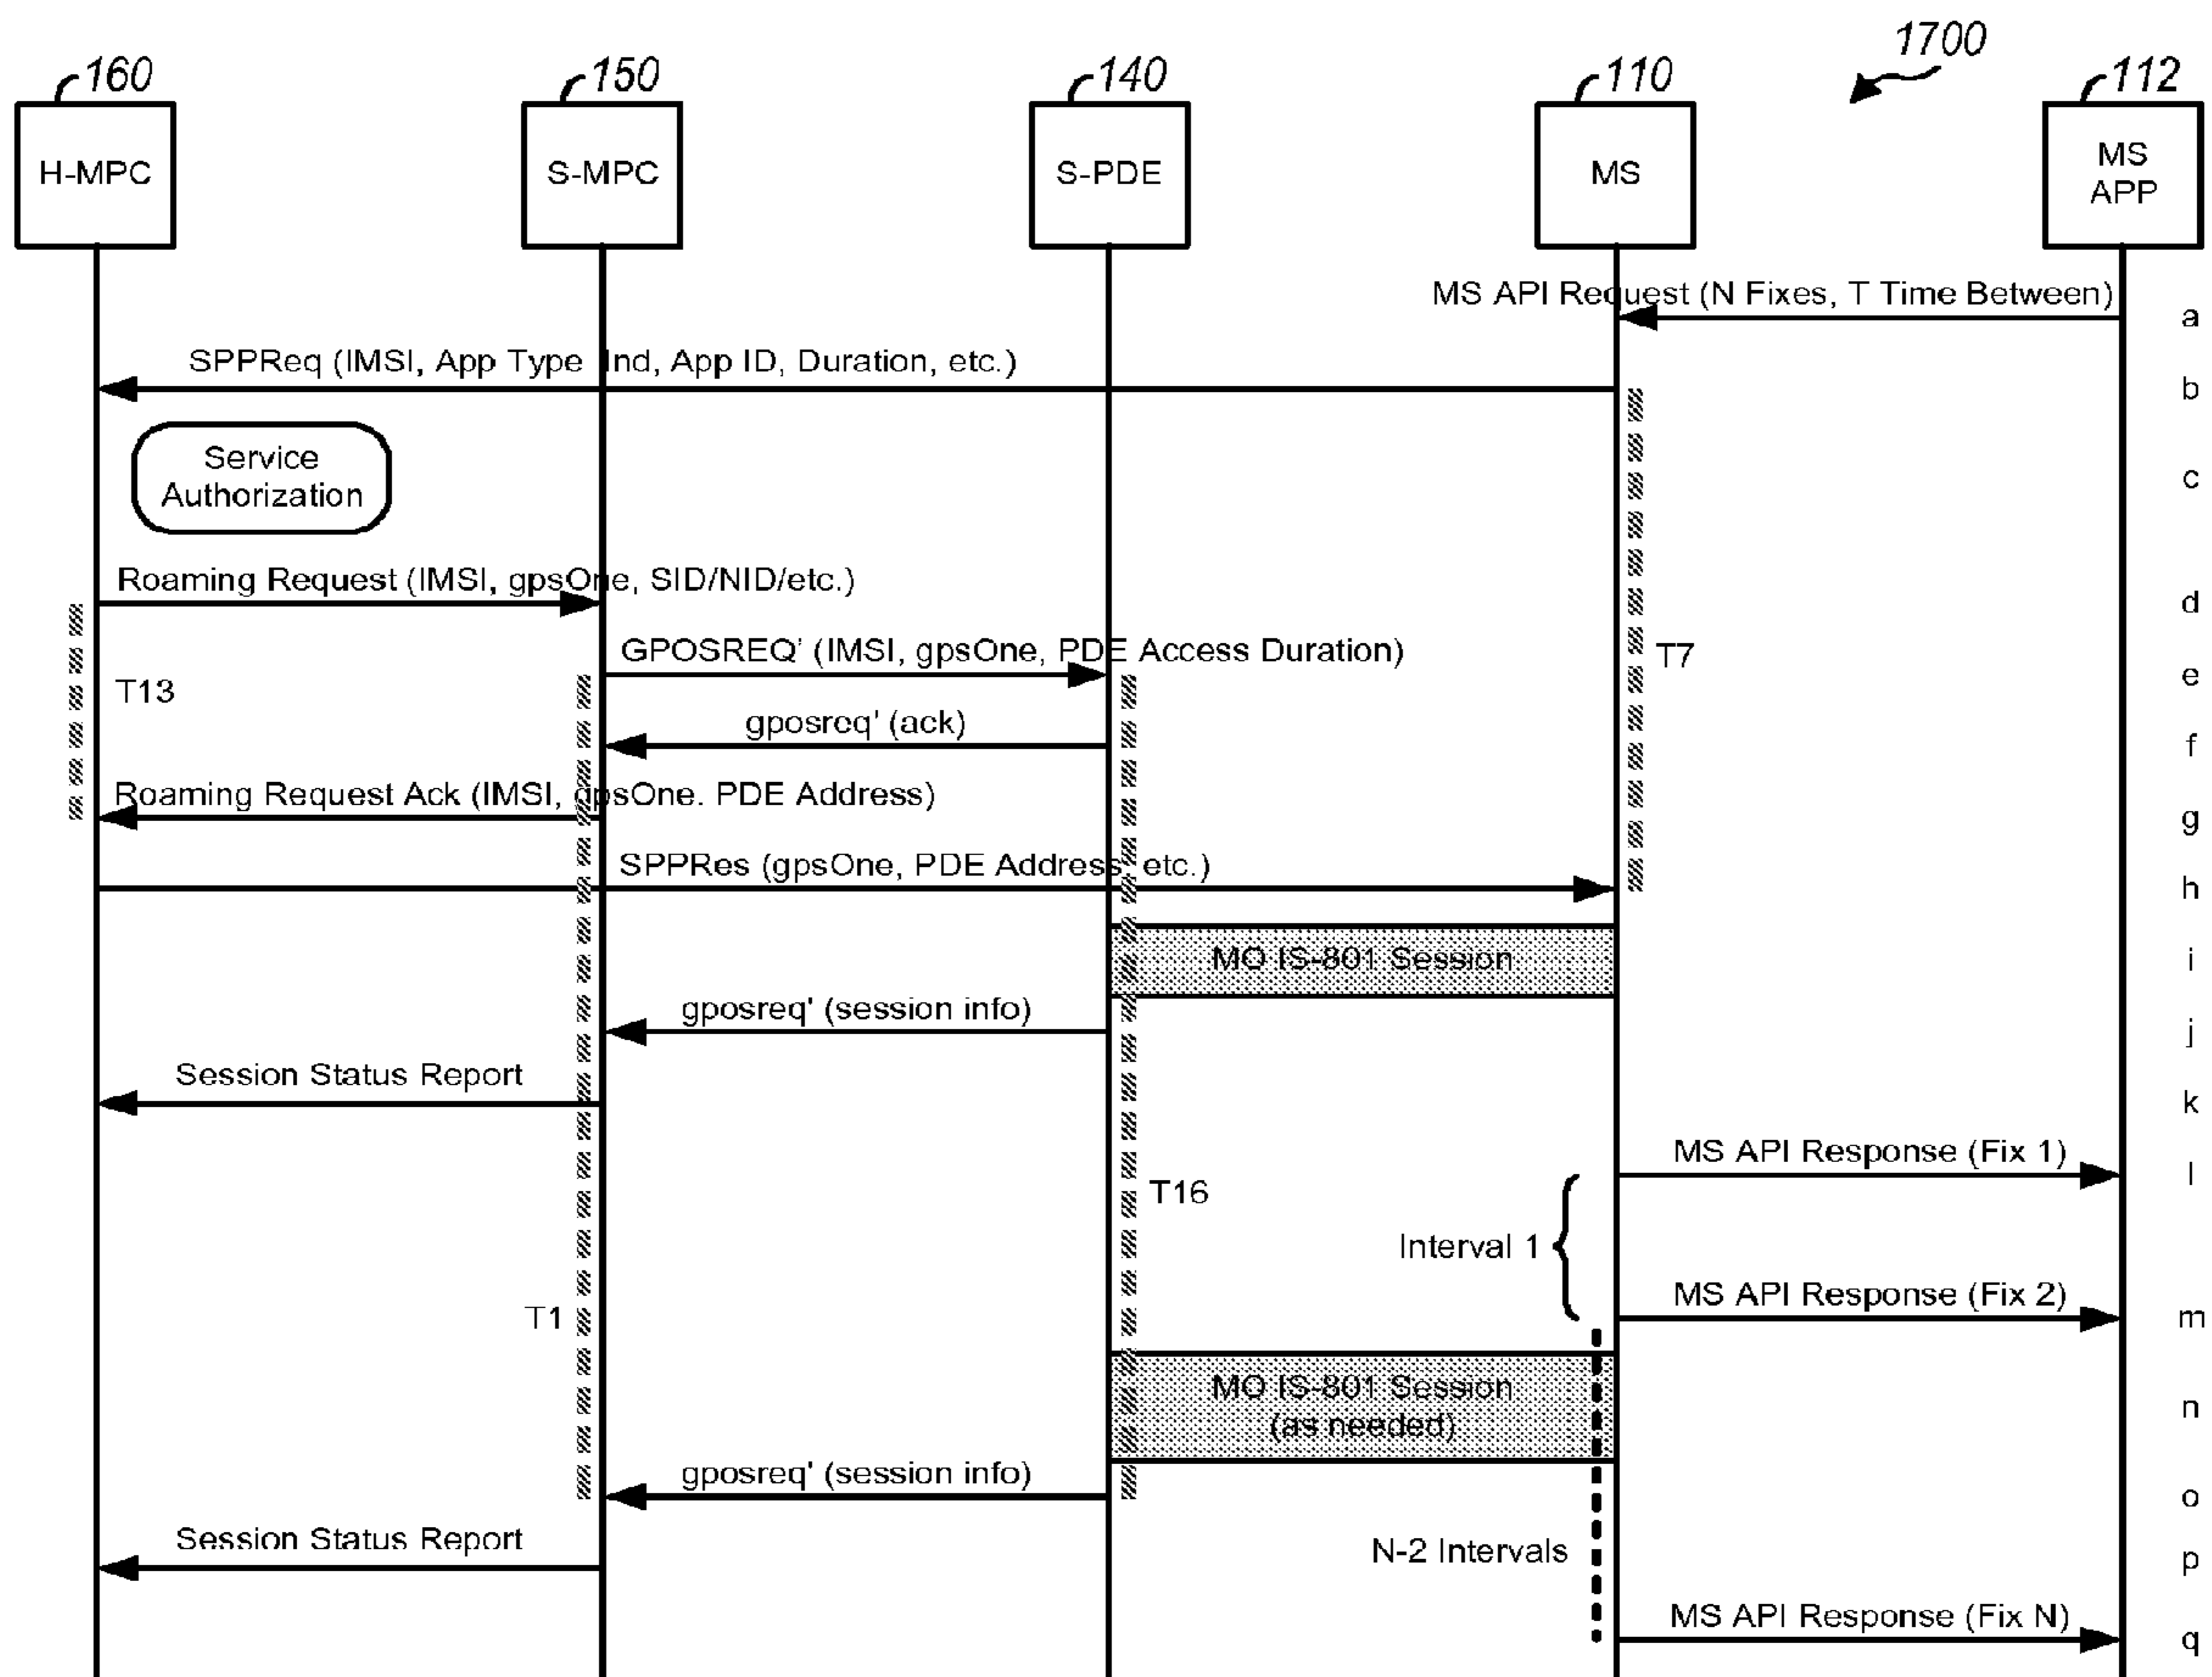 1700
160
150
140
110
112
H-MPC
S-MPC
S-PDE
MS
MS
APP
MS API Request (N Fixes, T Time Between)
a
SPPReq (IMSI, App Type Ind, App ID, Duration, etc.)
b
Service
Authorization
c
Roaming Request (IMSI, gpsOne, SID/NID/etc.)
d
GPOSREQ' (IMSI, gpsOne, PDE Access Duration)
T7
e
T13
gposreq' (ack)
f
Roaming Request Ack (IMSI, gpsOne. PDE Address)
g
SPPRes (gpsOne, PDE Address, etc.)
h
MO IS-801 Session
i
gposreq' (session info)
j
Session Status Report
k
MS API Response (Fix 1)
l
T16
Interval 1
MS API Response (Fix 2)
T1
m
MO IS-801 Session
(as needed)
n
gposreq' (session info)
o
Session Status Report
N-2 Intervals
p
MS API Response (Fix N)
q